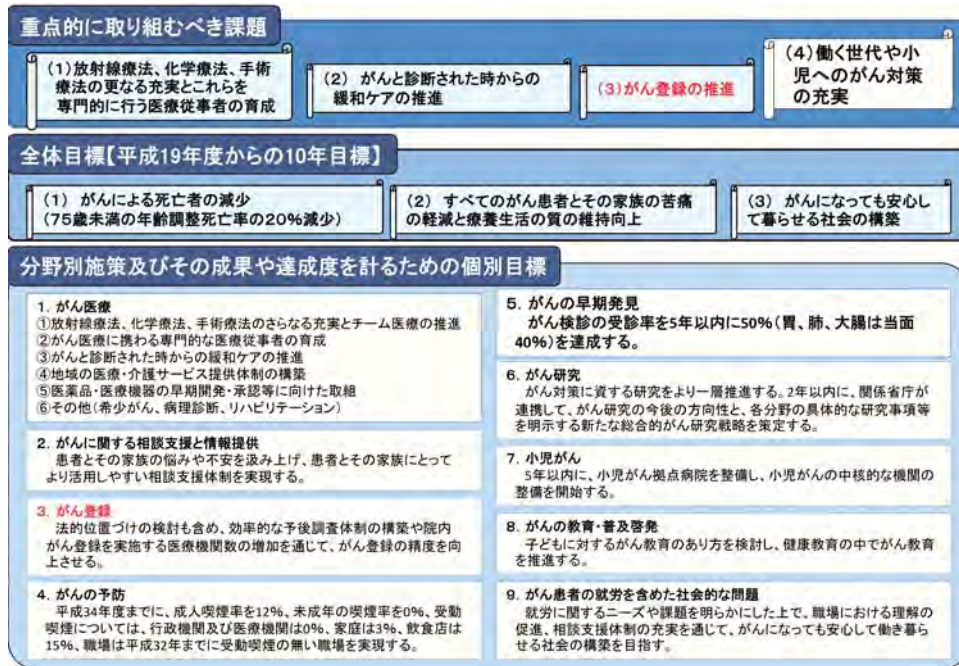 重点的に取り組むべき課題
(1)放射線療法、化学療法、手術
療法の更なる充実とこれらを
専門的に行う医療従事者の育成
(2) がんと診断された時からの
緩和ケアの推進
(3)がん登録の推進
(4)働く世代や小
児へのがん対策
の充実
全体目標【平成19年度からの10年目標】
(1) がんによる死亡者の減少
(75歳未満の年齢調整死亡率の20%減少)
(2) すべてのがん患者とその家族の苦痛
の軽減と療養生活の質の維持向上
(3) がんになっても安心して
暮らせる社会の構築
分野別施策及びその成果や達成度を計るための個別目標
1. がん医療
①放射線療法、化学療法、手術療法のさらなる充実とチーム医療の推進
②がん医療に携わる専門的な医療従事者の育成
③がんと診断された時からの緩和ケアの推進
④地域の医療・介護サービス提供体制の構築
⑤医薬品・医療機器の早期開発・承認等に向けた取組
⑥その他(希少がん、病理診断、リハビリテーション)
2. がんに関する相談支援と情報提供
患者とその家族の悩みや不安を汲み上げ、患者とその家族にとって
より活用しやすい相談支援体制を実現する。
3. がん登録
法的位置づけの検討も含め、効率的な予後調査体制の構築や院内
がん登録を実施する医療機関数の増加を通じて、がん登録の精度を向
上させる。
4. がんの予防
平成34年度までに、成人喫煙率を12%、未成年の喫煙率を0%、受動
喫煙については、行政機関及び医療機関は0%、家庭は3%、飲食店は
15%、職場は平成32年までに受動喫煙の無い職場を実現する。
5. がんの早期発見
がん検診の受診率を5年以内に50%(胃、肺、大腸は当面
40%)を達成する。
6. がん研究
がん対策に資する研究をより一層推進する。2年以内に、関係省庁が
連携して、がん研究の今後の方向性と、各分野の具体的な研究事項等
を明示する新たな総合的がん研究戦略を策定する。
7. 小児がん
5年以内に、小児がん拠点病院を整備し、小児がんの中核的な機関の
整備を開始する。
8. がんの教育・普及啓発
子どもに対するがん教育のあり方を検討し、健康教育の中でがん教育
を推進する。
9. がん患者の就労を含めた社会的な問題
就労に関するニーズや課題を明らかにした上で、職場における理解の
促進、相談支援体制の充実を通じて、がんになっても安心して働き暮ら
せる社会の構築を目指す。